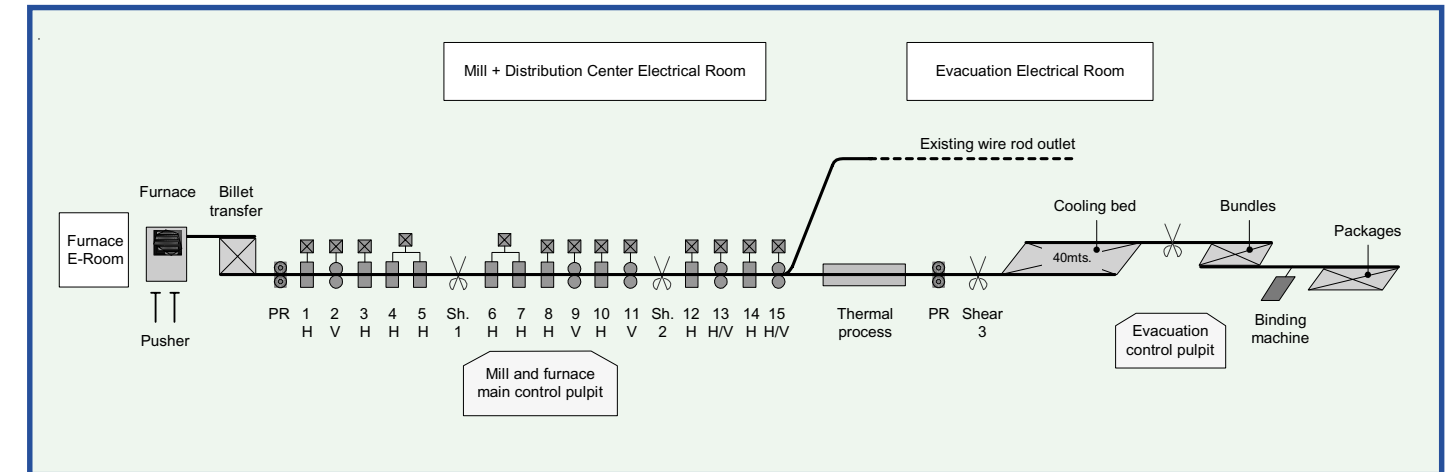 Mill + Distribution Center Electrical Room
Evacuation Electrical Room
Existing wire rod outlet
Furnace
Billet
transfer
Furnace
E-Room
Pusher
Cooling bed
40mts.
Bundles
Packages
PR 1 2 3 4 5 Sh. 6 7 8 9 10 11 Sh. 12 13 14 15
H V H H H 1 H H H V H V 2 H H/V H H/V
Thermal
process
PR
Shear
3
Mill and furnace
main control pulpit
Evacuation
control pulpit
Binding
machine